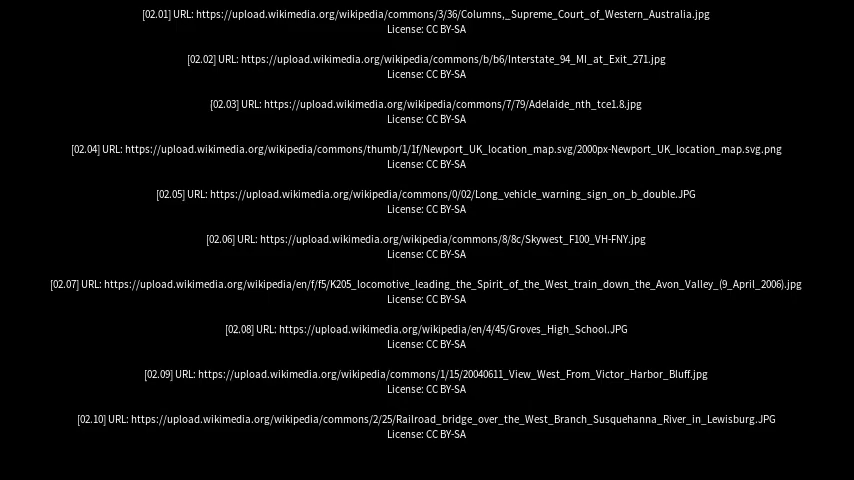 [02.01] URL: https://upload.wikimedia.org/wikipedia/commons/3/36/Columns,_Supreme_Court_of_Western_Australia.jpg
License: CC BY-SA
[02.02] URL: https://upload.wikimedia.org/wikipedia/commons/b/b6/Interstate_94_MI_at_Exit_271.jpg
License: CC BY-SA
[02.03] URL: https://upload.wikimedia.org/wikipedia/commons/7/79/Adelaide_nth_tce1.8.jpg
License: CC BY-SA
[02.04] URL: https://upload.wikimedia.org/wikipedia/commons/thumb/1/1f/Newport_UK_location_map.svg/2000px-Newport_UK_location_map.svg.png
License: CC BY-SA
[02.05] URL: https://upload.wikimedia.org/wikipedia/commons/0/02/Long_vehicle_warning_sign_on_b_double.JPG
License: CC BY-SA
[02.06] URL: https://upload.wikimedia.org/wikipedia/commons/8/8c/Skywest_F100_VH-FNY.jpg
License: CC BY-SA
[02.07] URL: https://upload.wikimedia.org/wikipedia/en/f/f5/K205_locomotive_leading_the_Spirit_of_the_West_train_down_the_Avon_Valley_(9_April_2006).jpg
License: CC BY-SA
[02.08] URL: https://upload.wikimedia.org/wikipedia/en/4/45/Groves_High_School.JPG
License: CC BY-SA
[02.09] URL: https://upload.wikimedia.org/wikipedia/commons/1/15/20040611_View_West_From_Victor_Harbor_Bluff.jpg
License: CC BY-SA
[02.10] URL: https://upload.wikimedia.org/wikipedia/commons/2/25/Railroad_bridge_over_the_West_Branch_Susquehanna_River_in_Lewisburg.JPG
License: CC BY-SA